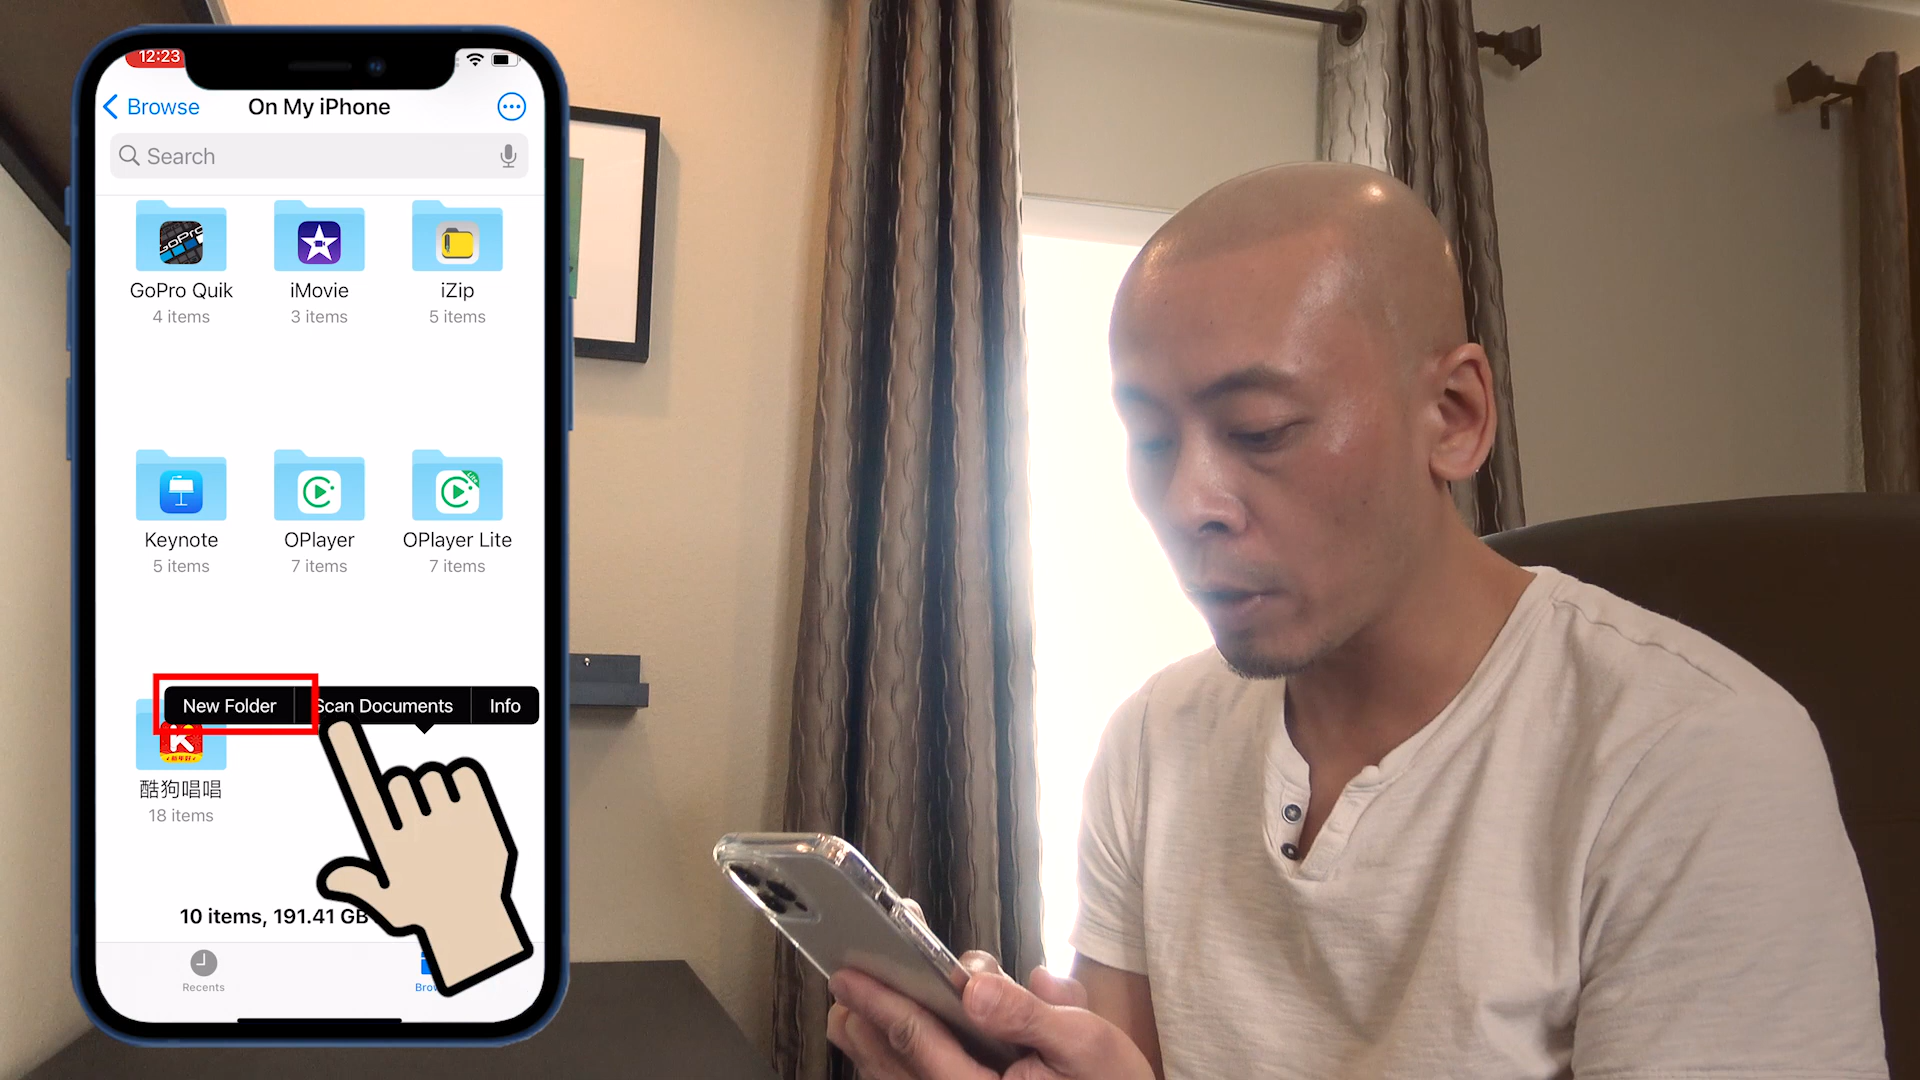 12:23
Browse
On My iPhone
Search
GoPro
GoPro Quik
iMovie
iZip
4 items
3 items
5 items
Lite
Keynote
OPlayer
OPlayer Lite
5 items
7 items
7 items
New Folder
Scan Documents
Info
K
酷狗唱唱
18 items
10 items, 191.41 GB
Recents